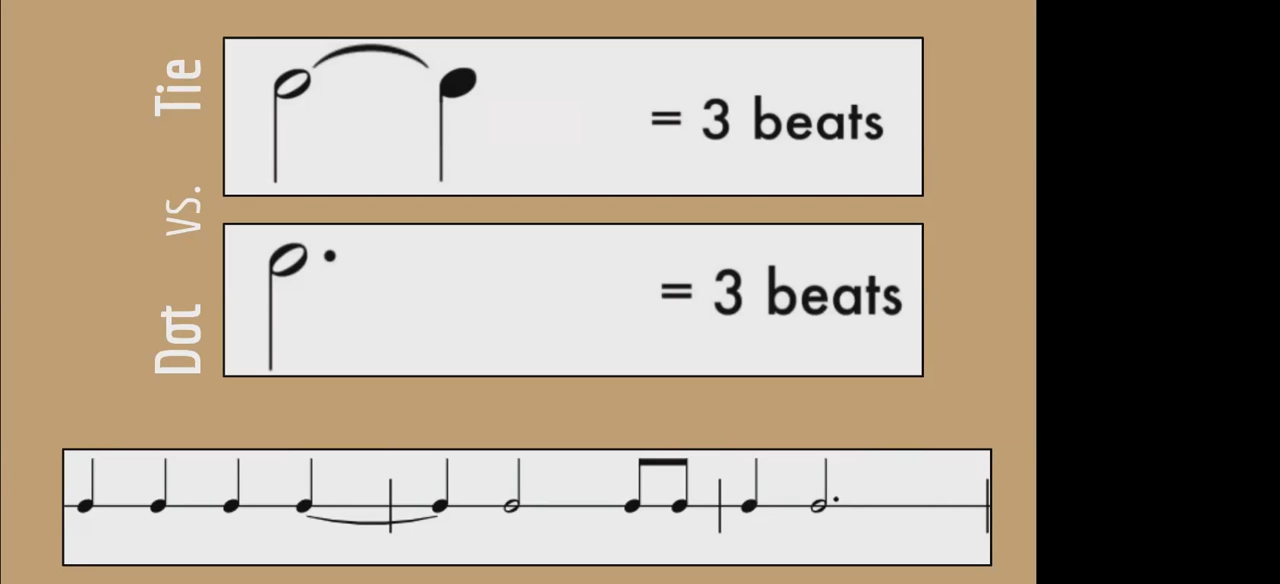 Dot vs. Tie
= 3 beats
= 3 beats